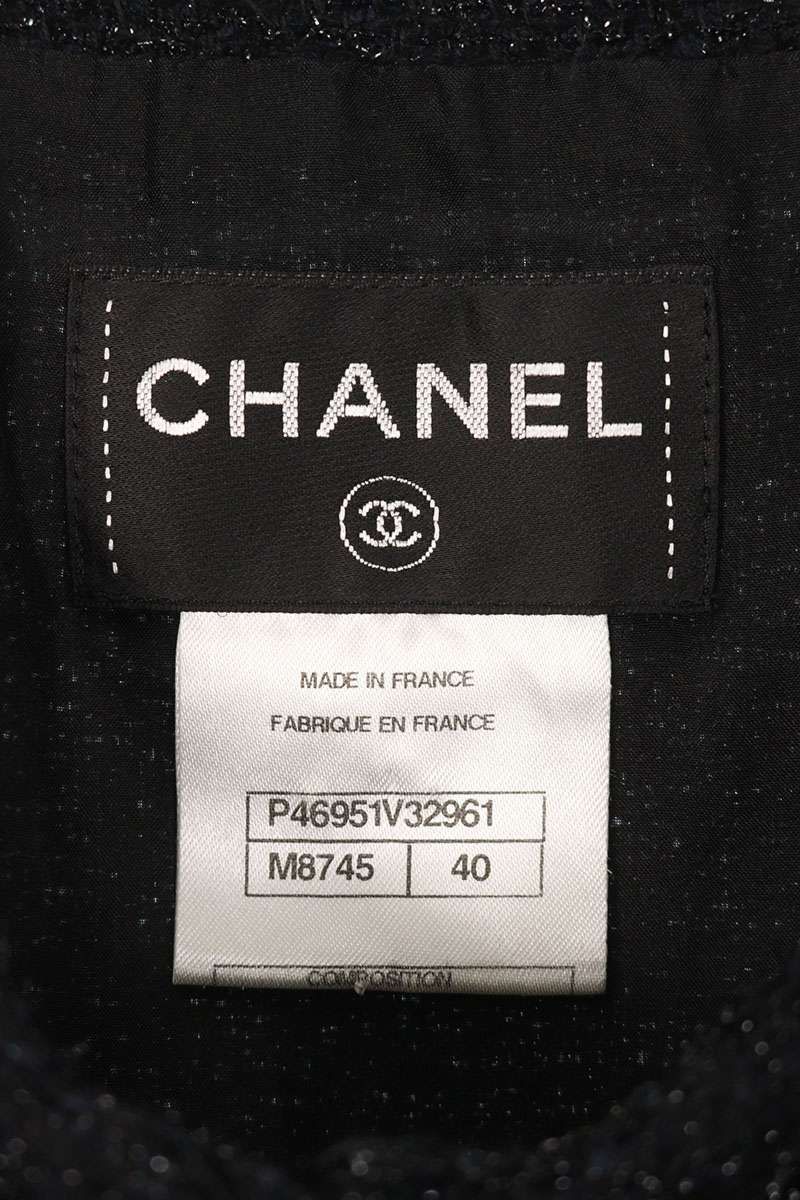 CHANEL
MADE IN FRANCE
FABRIQUE EN FRANCE
P46951V32961
M8745 40
COMPOSITION